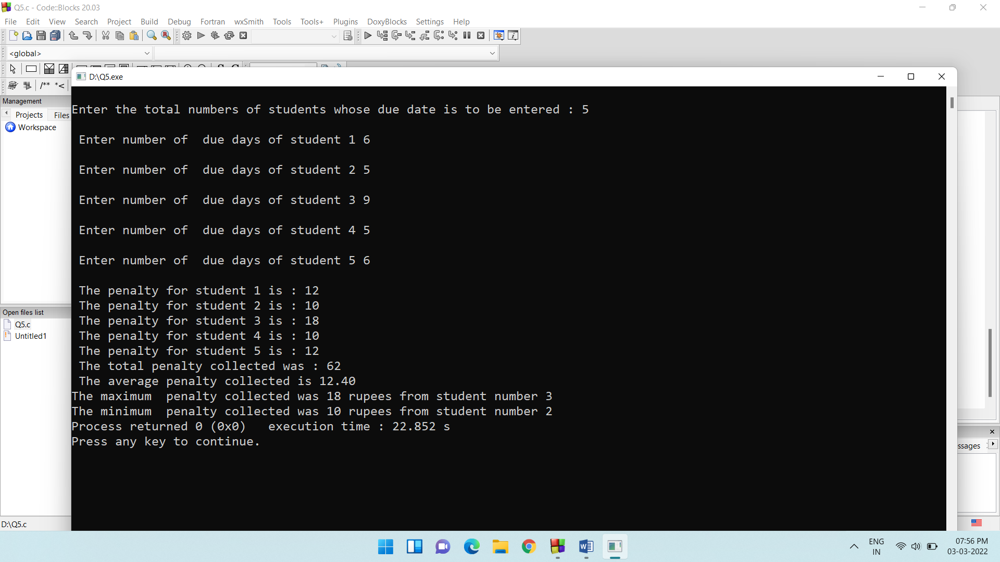 Q5.c - Code::Blocks 20.03
File Edit View Search Project Build Debug Fortran wxSmith Tools Tools+ Plugins DoxyBlocks Settings Help
<global>
/** *<
D:\Q5.exe
Management
Projects Files
Workspace
Enter the total numbers of students whose due date is to be entered : 5
Enter number of  due days of student 1 6
Enter number of  due days of student 2 5
Enter number of  due days of student 3 9
Enter number of  due days of student 4 5
Enter number of  due days of student 5 6
The penalty for student 1 is : 12
The penalty for student 2 is : 10
The penalty for student 3 is : 18
The penalty for student 4 is : 10
The penalty for student 5 is : 12
The total penalty collected was : 62
The average penalty collected is 12.40
The maximum  penalty collected was 18 rupees from student number 3
The minimum  penalty collected was 10 rupees from student number 2
Process returned 0 (0x0)   execution time : 22.852 s
Press any key to continue.
Open files list
Q5.c
Untitled1
ssages
D:\Q5.c
ENG
IN
07:56 PM
03-03-2022